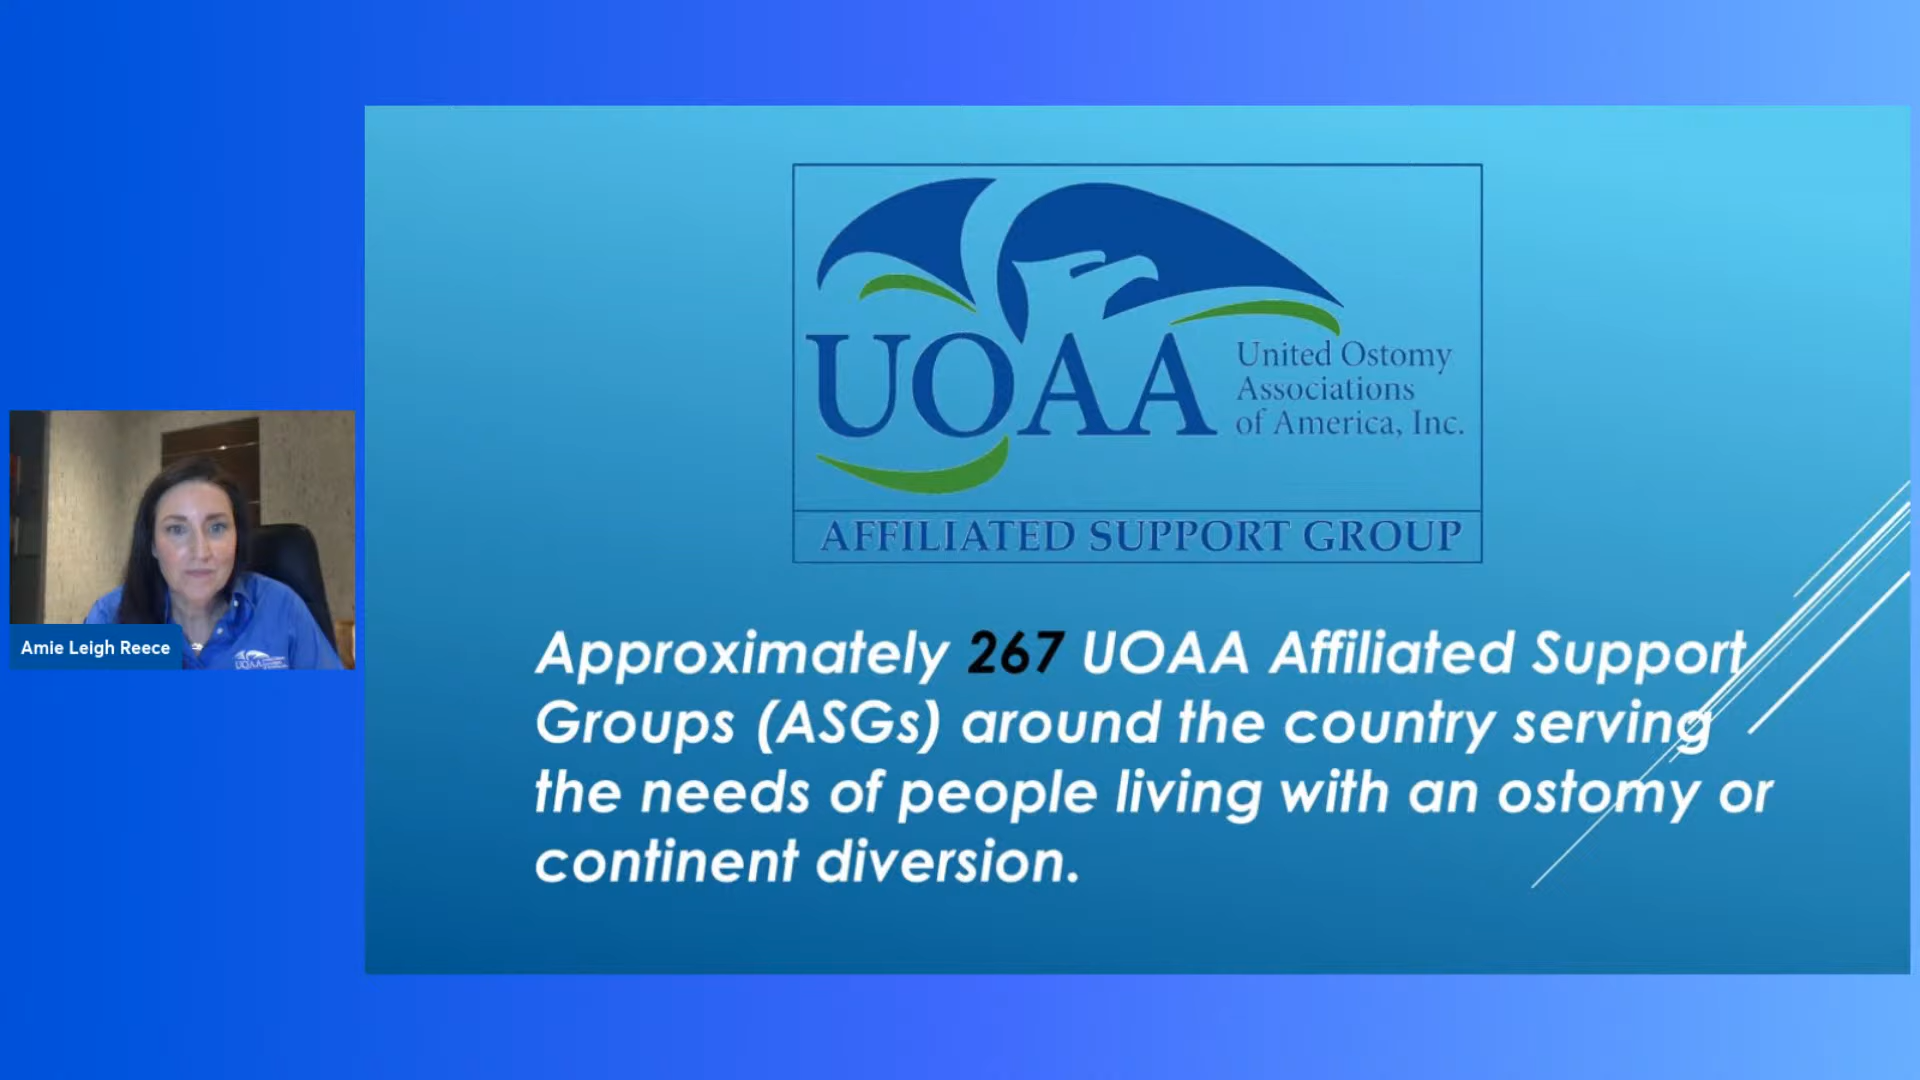 UOAA
United Ostomy
Associations
of America, Inc.
AFFILIATED SUPPORT GROUP
Amie Leigh Reece
UOAA
Approximately 267 UOAA Affiliated Support
Groups (ASGs) around the country serving
the needs of people living with an ostomy or
continent diversion.